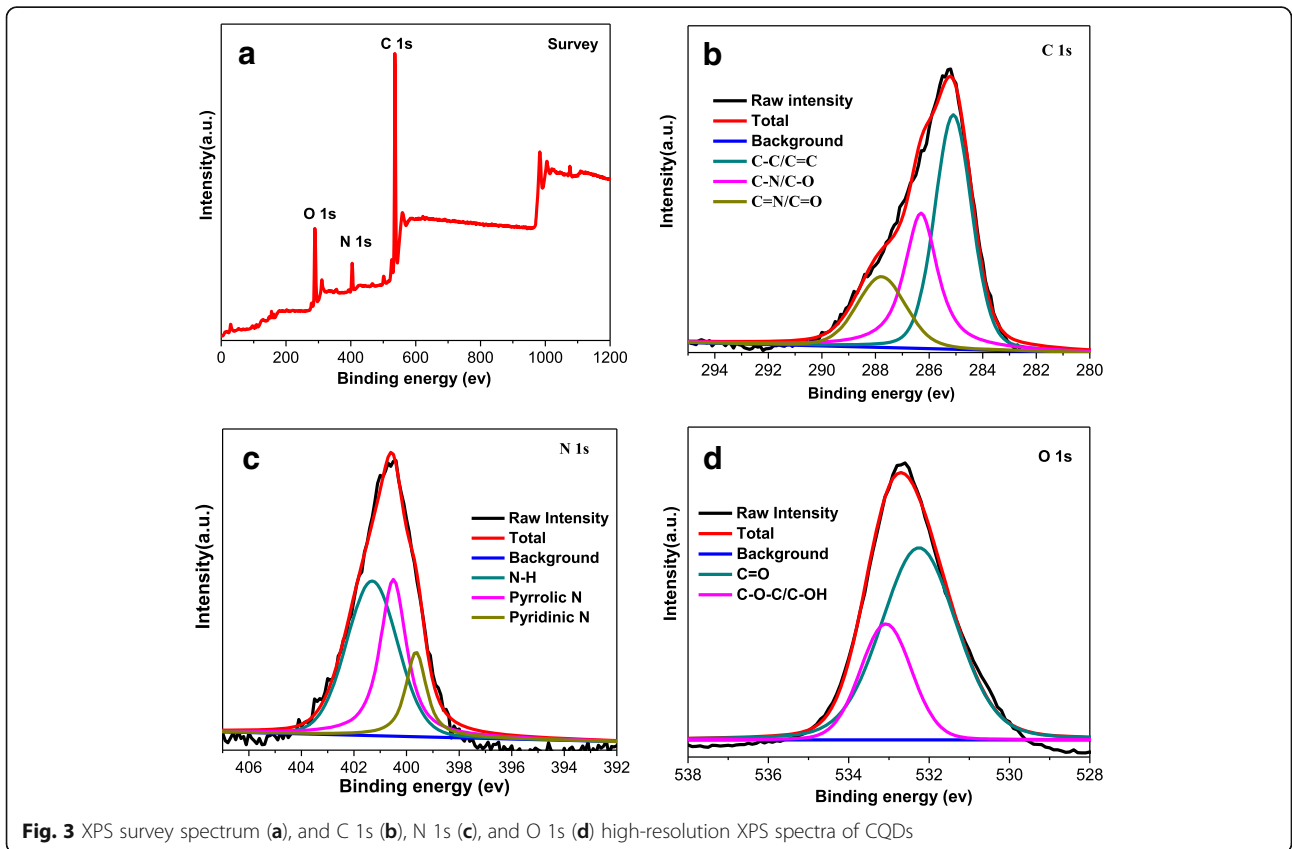 a
C 1s
Survey
O 1s
N 1s
Intensity(a.u.)
0 200 400 600 800 1000 1200
Binding energy (ev)
b
C 1s
Raw intensity
Total
Background
C-C/C=C
C-N/C-O
C=N/C=O
Intensity(a.u.)
294 292 290 288 286 284 282 280
Binding energy (ev)
c
N 1s
Raw Intensity
Total
Background
N-H
Pyrrolic N
Pyridinic N
Intensity(a.u.)
406 404 402 400 398 396 394 392
Binding energy (ev)
d
O 1s
Raw Intensity
Total
Background
C=O
C-O-C/C-OH
Intensity(a.u.)
538 536 534 532 530 528
Binding energy (ev)
Fig. 3 XPS survey spectrum (a), and C 1s (b), N 1s (c), and O 1s (d) high-resolution XPS spectra of CQDs